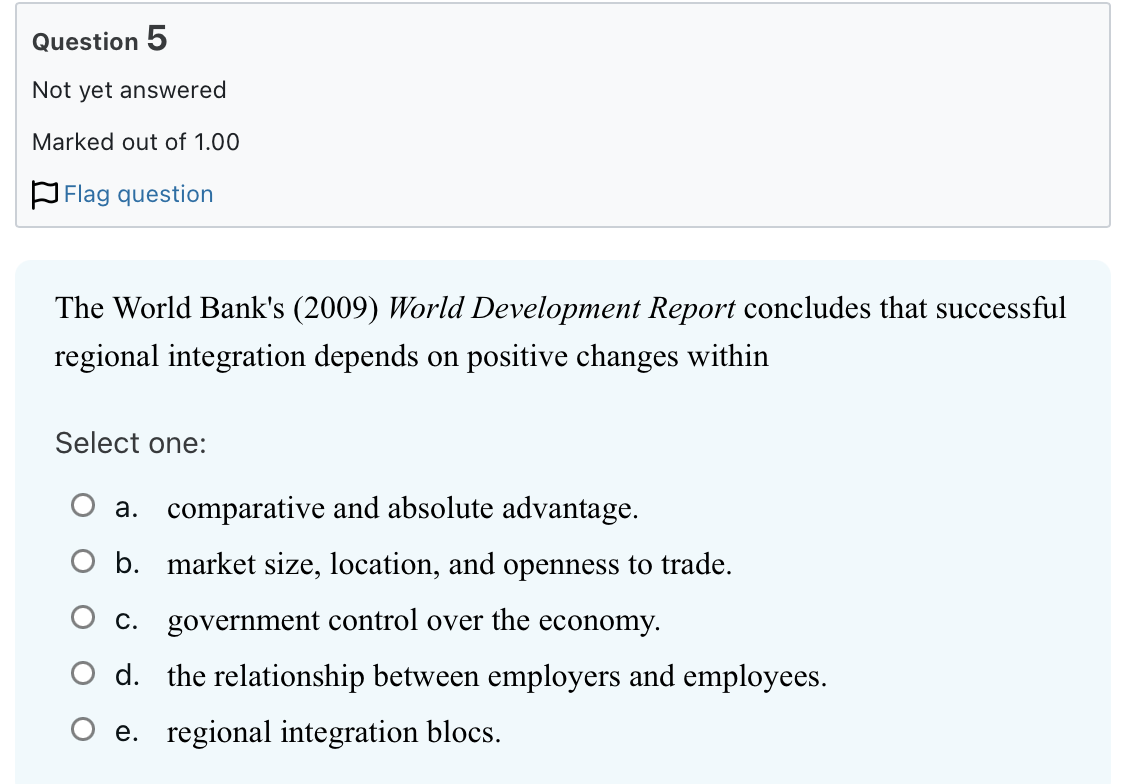 Question 5
Not yet answered
Marked out of 1.00
Flag question
The World Bank's (2009) World Development Report concludes that successful
regional integration depends on positive changes within
Select one:
a. comparative and absolute advantage.
b. market size, location, and openness to trade.
c. government control over the economy.
d. the relationship between employers and employees.
e. regional integration blocs.